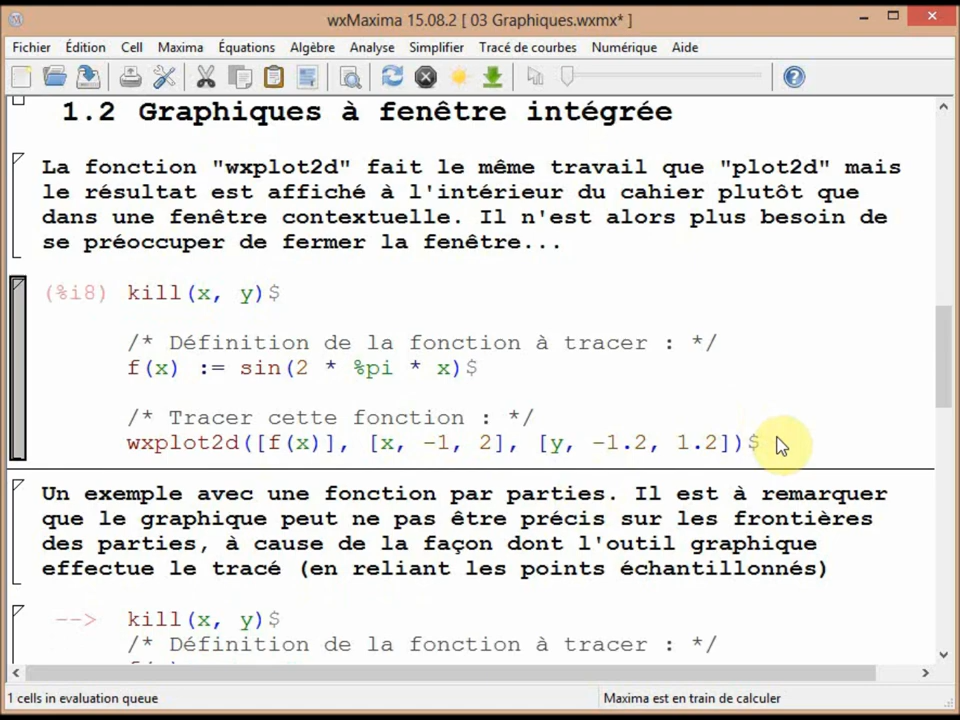 wxMaxima 15.08.2 [ 03 Graphiques.wxmx* ]
Fichier Édition Cell Maxima Équations Algèbre Analyse Simplifier Tracé de courbes Numérique Aide
1.2 Graphiques à fenêtre intégrée
La fonction "wxplot2d" fait le même travail que "plot2d" mais
le résultat est affiché à l'intérieur du cahier plutôt que
dans une fenêtre contextuelle. Il n'est alors plus besoin de
se préoccuper de fermer la fenêtre...
(%i8) kill(x, y)$
/* Définition de la fonction à tracer : */
f(x) := sin(2 * %pi * x)$
/* Tracer cette fonction : */
wxplot2d([f(x)], [x, -1, 2], [y, -1.2, 1.2])$
Un exemple avec une fonction par parties. Il est à remarquer
que le graphique peut ne pas être précis sur les frontières
des parties, à cause de la façon dont l'outil graphique
effectue le tracé (en reliant les points échantillonnés)
--> kill(x, y)$
/* Définition de la fonction à tracer : */
1 cells in evaluation queue Maxima est en train de calculer